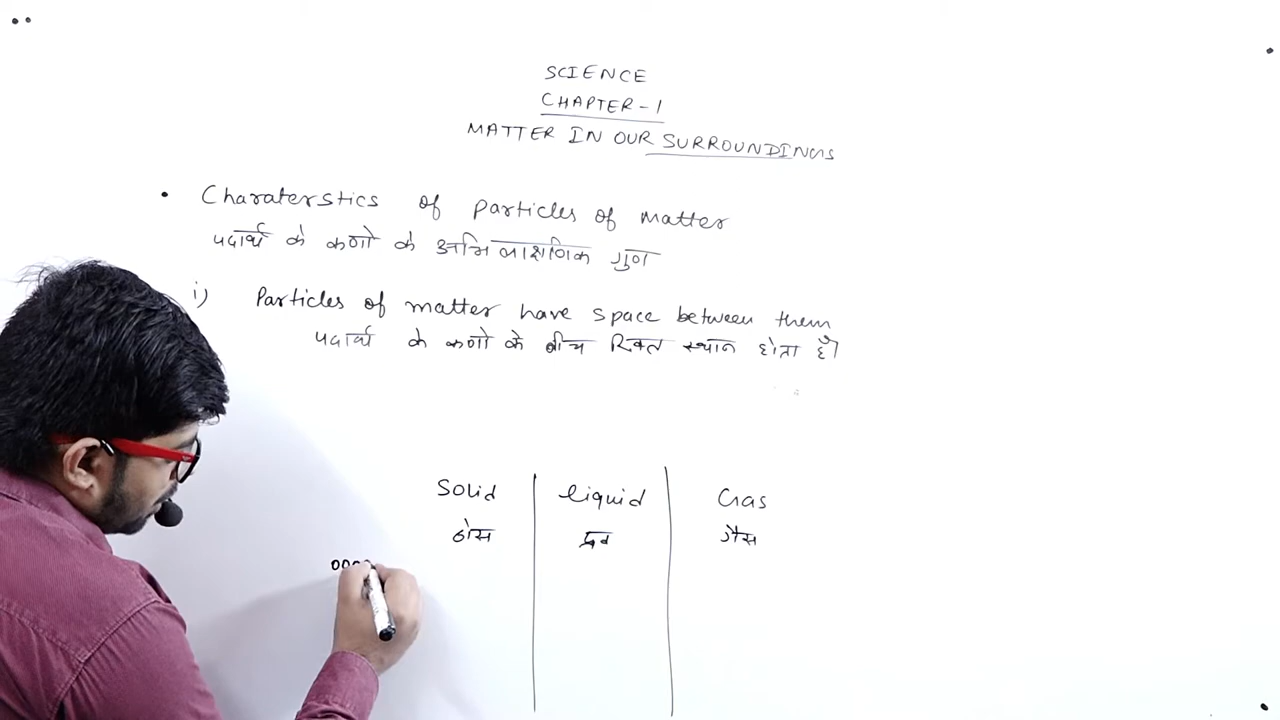 SCIENCE
CHAPTER-1
MATTER IN OUR SURROUNDINGS
• Charaterstics of particles of matter
पदार्थ के कणो के अभिलाक्षणिक गुण
i) Particles of matter have space between them
पदार्थ के कणो के बीच रिक्त स्थान होता है
Solid liquid Gas
ठोस द्रव गैस